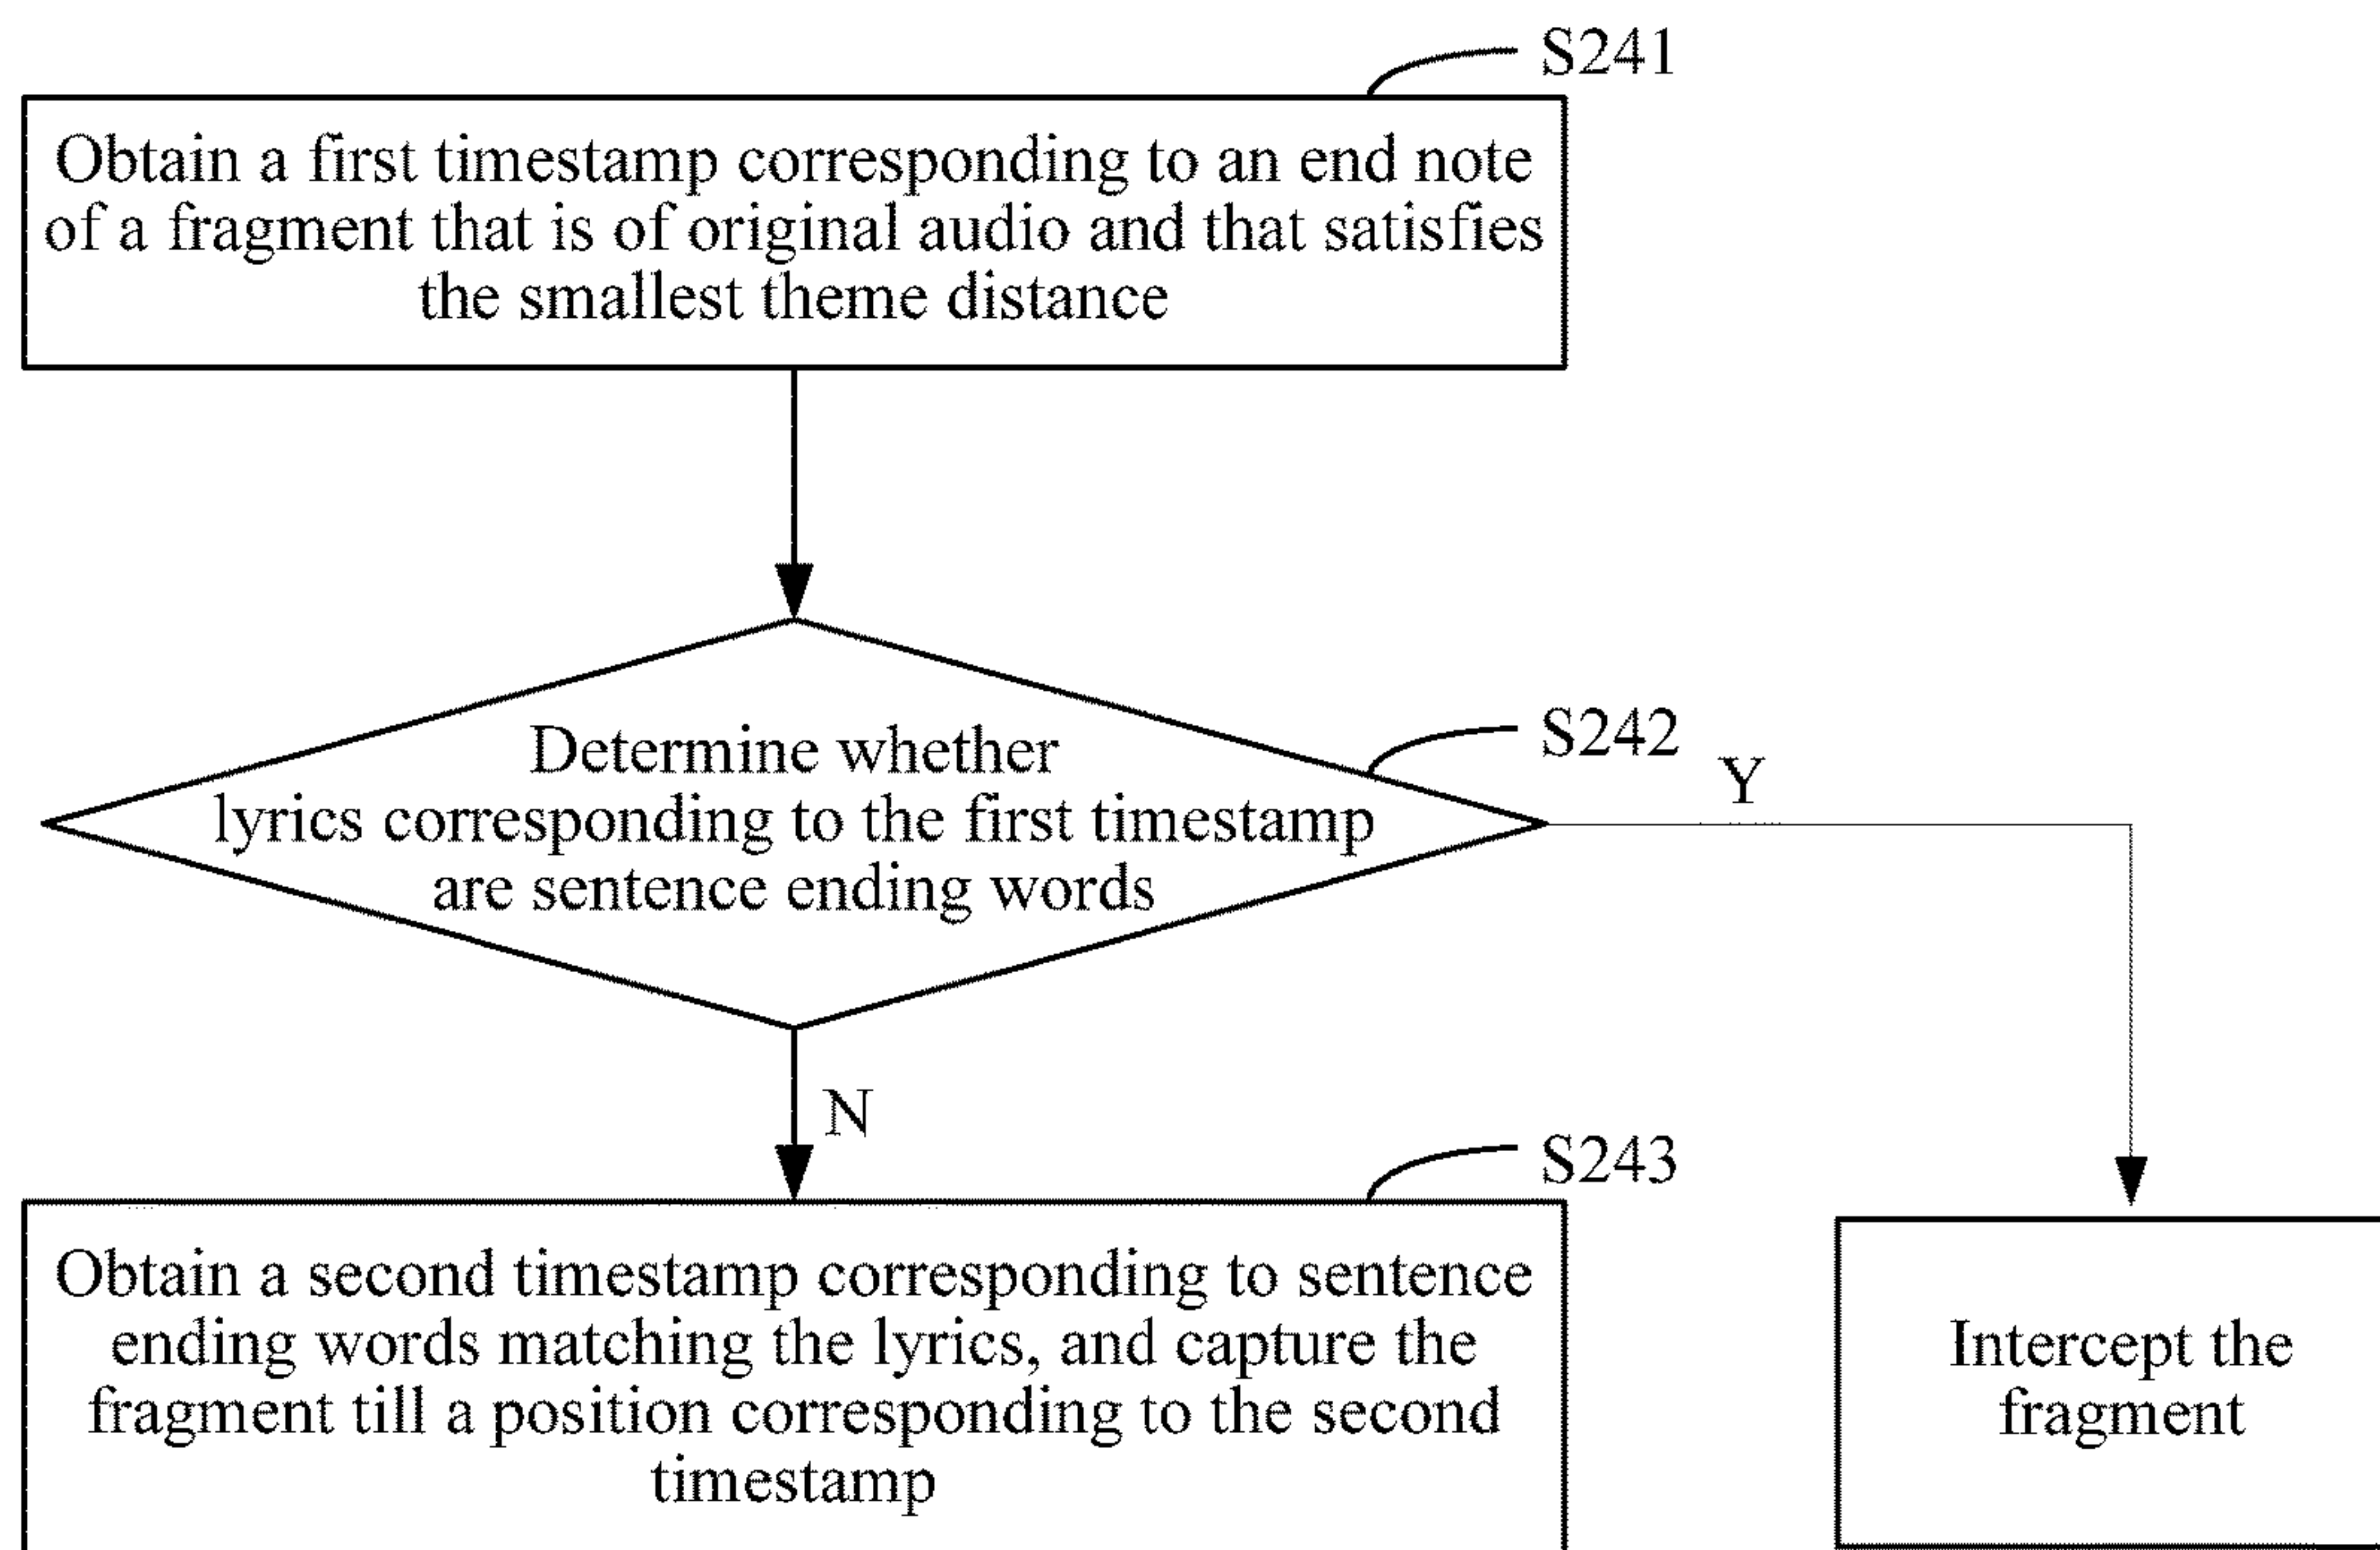 S241
Obtain a first timestamp corresponding to an end note
of a fragment that is of original audio and that satisfies
the smallest theme distance
S242
Determine whether
lyrics corresponding to the first timestamp
are sentence ending words
Y
N
S243
Obtain a second timestamp corresponding to sentence
ending words matching the lyrics, and capture the
fragment till a position corresponding to the second
timestamp
Intercept the
fragment